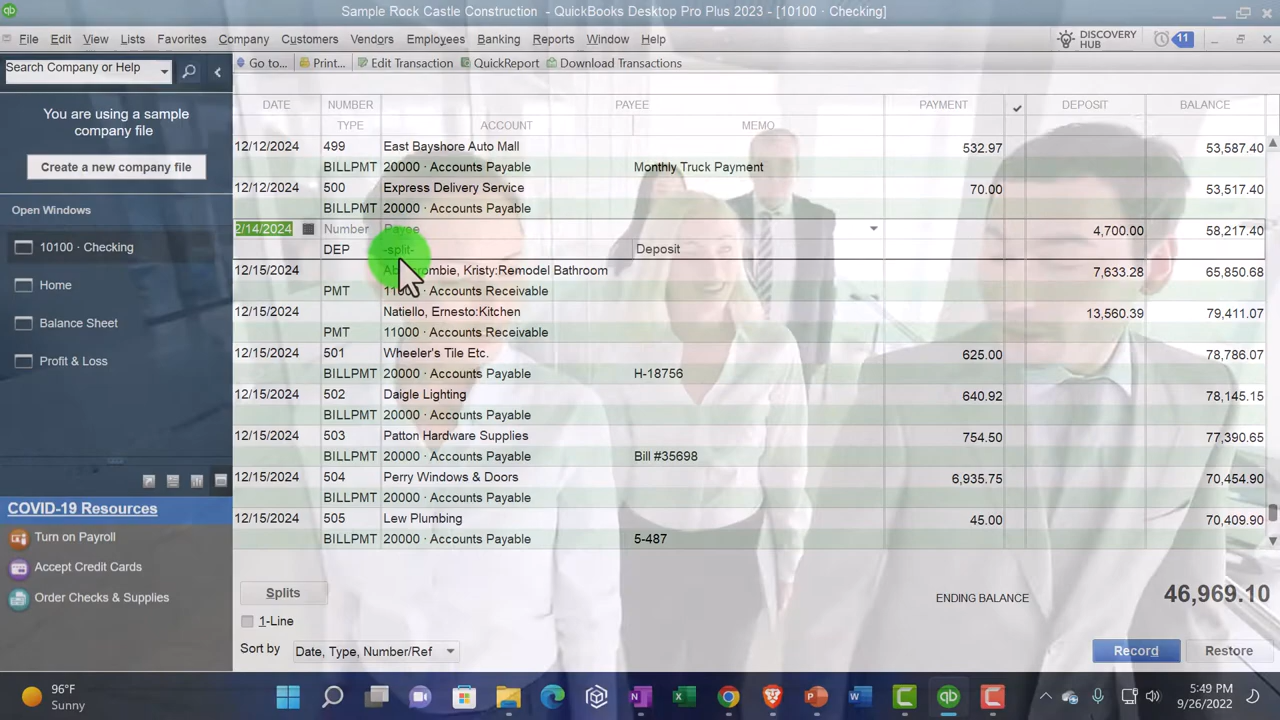 Sample Rock Castle Construction - QuickBooks Desktop Pro Plus 2023 - [10100 · Checking]
File Edit View Lists Favorites Company Customers Vendors Employees Banking Reports Window Help
DISCOVERY HUB 11
Search Company or Help
Go to... Print... Edit Transaction QuickReport Download Transactions
You are using a sample company file
Create a new company file
Open Windows
10100 · Checking
Home
Balance Sheet
Profit & Loss
COVID-19 Resources
Turn on Payroll
Accept Credit Cards
Order Checks & Supplies
DATE NUMBER PAYEE PAYMENT ✓ DEPOSIT BALANCE
TYPE ACCOUNT MEMO
12/12/2024 499 East Bayshore Auto Mall 532.97 53,587.40
BILLPMT 20000 · Accounts Payable Monthly Truck Payment
12/12/2024 500 Express Delivery Service 70.00 53,517.40
BILLPMT 20000 · Accounts Payable
2/14/2024 Number Payee 4,700.00 58,217.40
DEP -split- Deposit
12/15/2024 Kristy:Remodel Bathroom 7,633.28 65,850.68
PMT Accounts Receivable
12/15/2024 Natiello, Ernesto:Kitchen 13,560.39 79,411.07
PMT 11000 · Accounts Receivable
12/15/2024 501 Wheeler's Tile Etc. 625.00 78,786.07
BILLPMT 20000 · Accounts Payable H-18756
12/15/2024 502 Daigle Lighting 640.92 78,145.15
BILLPMT 20000 · Accounts Payable
12/15/2024 503 Patton Hardware Supplies 754.50 77,390.65
BILLPMT 20000 · Accounts Payable Bill #35698
12/15/2024 504 Perry Windows & Doors 6,935.75 70,454.90
BILLPMT 20000 · Accounts Payable
12/15/2024 505 Lew Plumbing 45.00 70,409.90
BILLPMT 20000 · Accounts Payable 5-487
Splits
ENDING BALANCE 46,969.10
1-Line
Sort by Date, Type, Number/Ref
Record Restore
96°F
Sunny
5:49 PM
9/26/2022